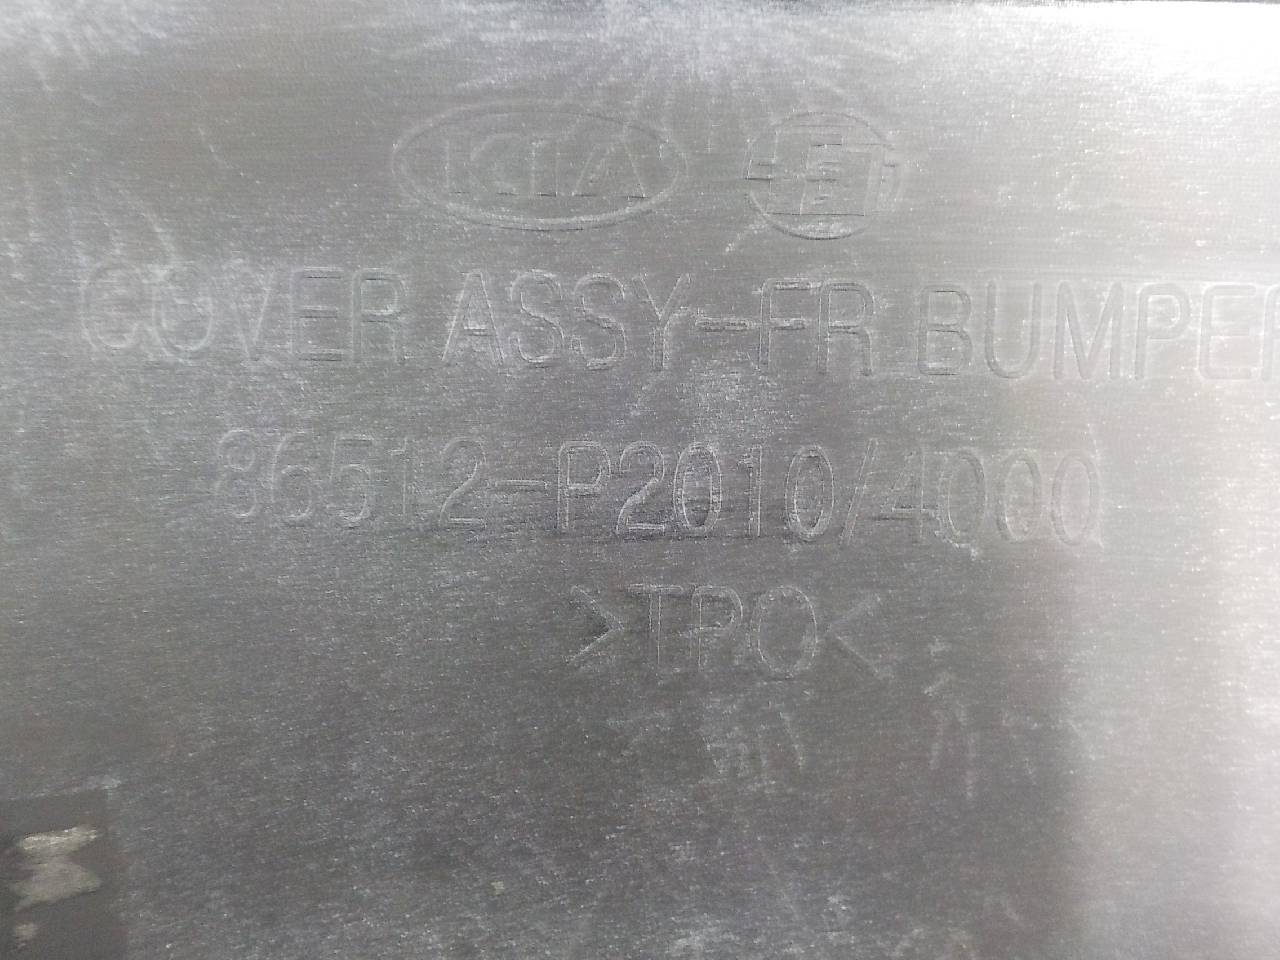 KIA
COVER ASSY-FR BUMPER
86512-P2010/4000
>TPO<